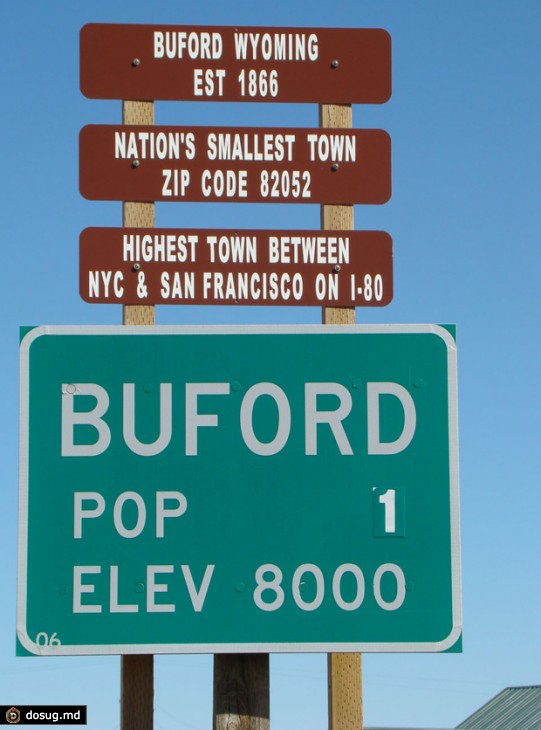 BUFORD WYOMING
EST 1866
NATION'S SMALLEST TOWN
ZIP CODE 82052
HIGHEST TOWN BETWEEN
NYC & SAN FRANCISCO ON I-80
BUFORD
POP 1
ELEV 8000
06
dosug.md